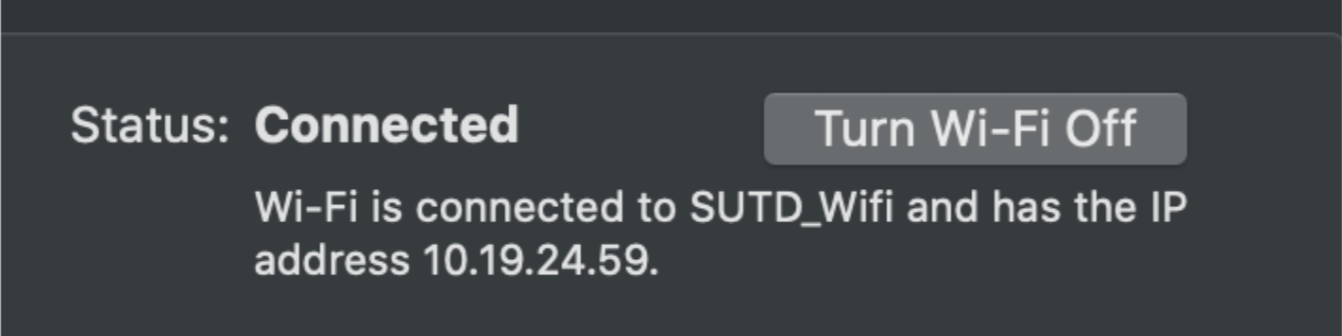 Status: Connected Turn Wi-Fi Off
Wi-Fi is connected to SUTD_Wifi and has the IP
address 10.19.24.59.